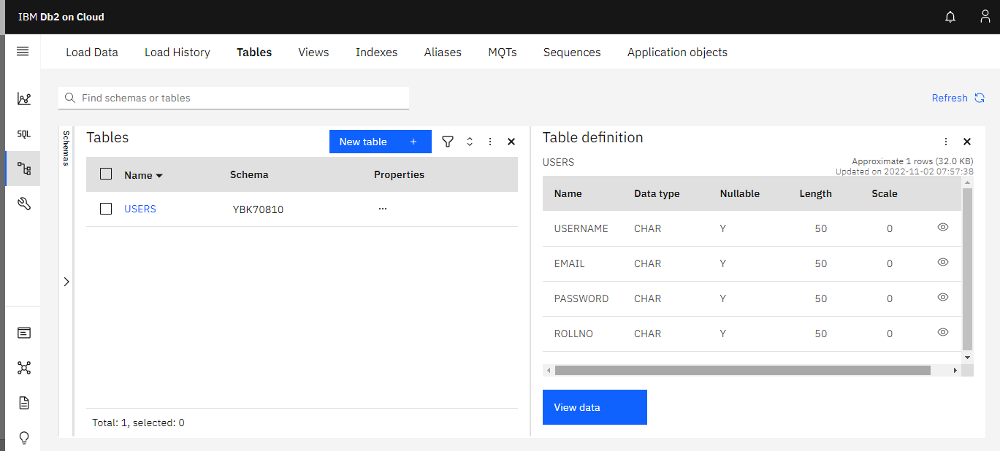 IBM Db2 on Cloud
Load Data Load History Tables Views Indexes Aliases MQTs Sequences Application objects
SQL
Find schemas or tables
Refresh
Schemas
Tables
New table +
Name Schema Properties
USERS YBK70810 ...
Total: 1, selected: 0
Table definition
USERS
Approximate 1 rows (32.0 KB)
Updated on 2022-11-02 07:57:38
Name Data type Nullable Length Scale
USERNAME CHAR Y 50 0
EMAIL CHAR Y 50 0
PASSWORD CHAR Y 50 0
ROLLNO CHAR Y 50 0
View data